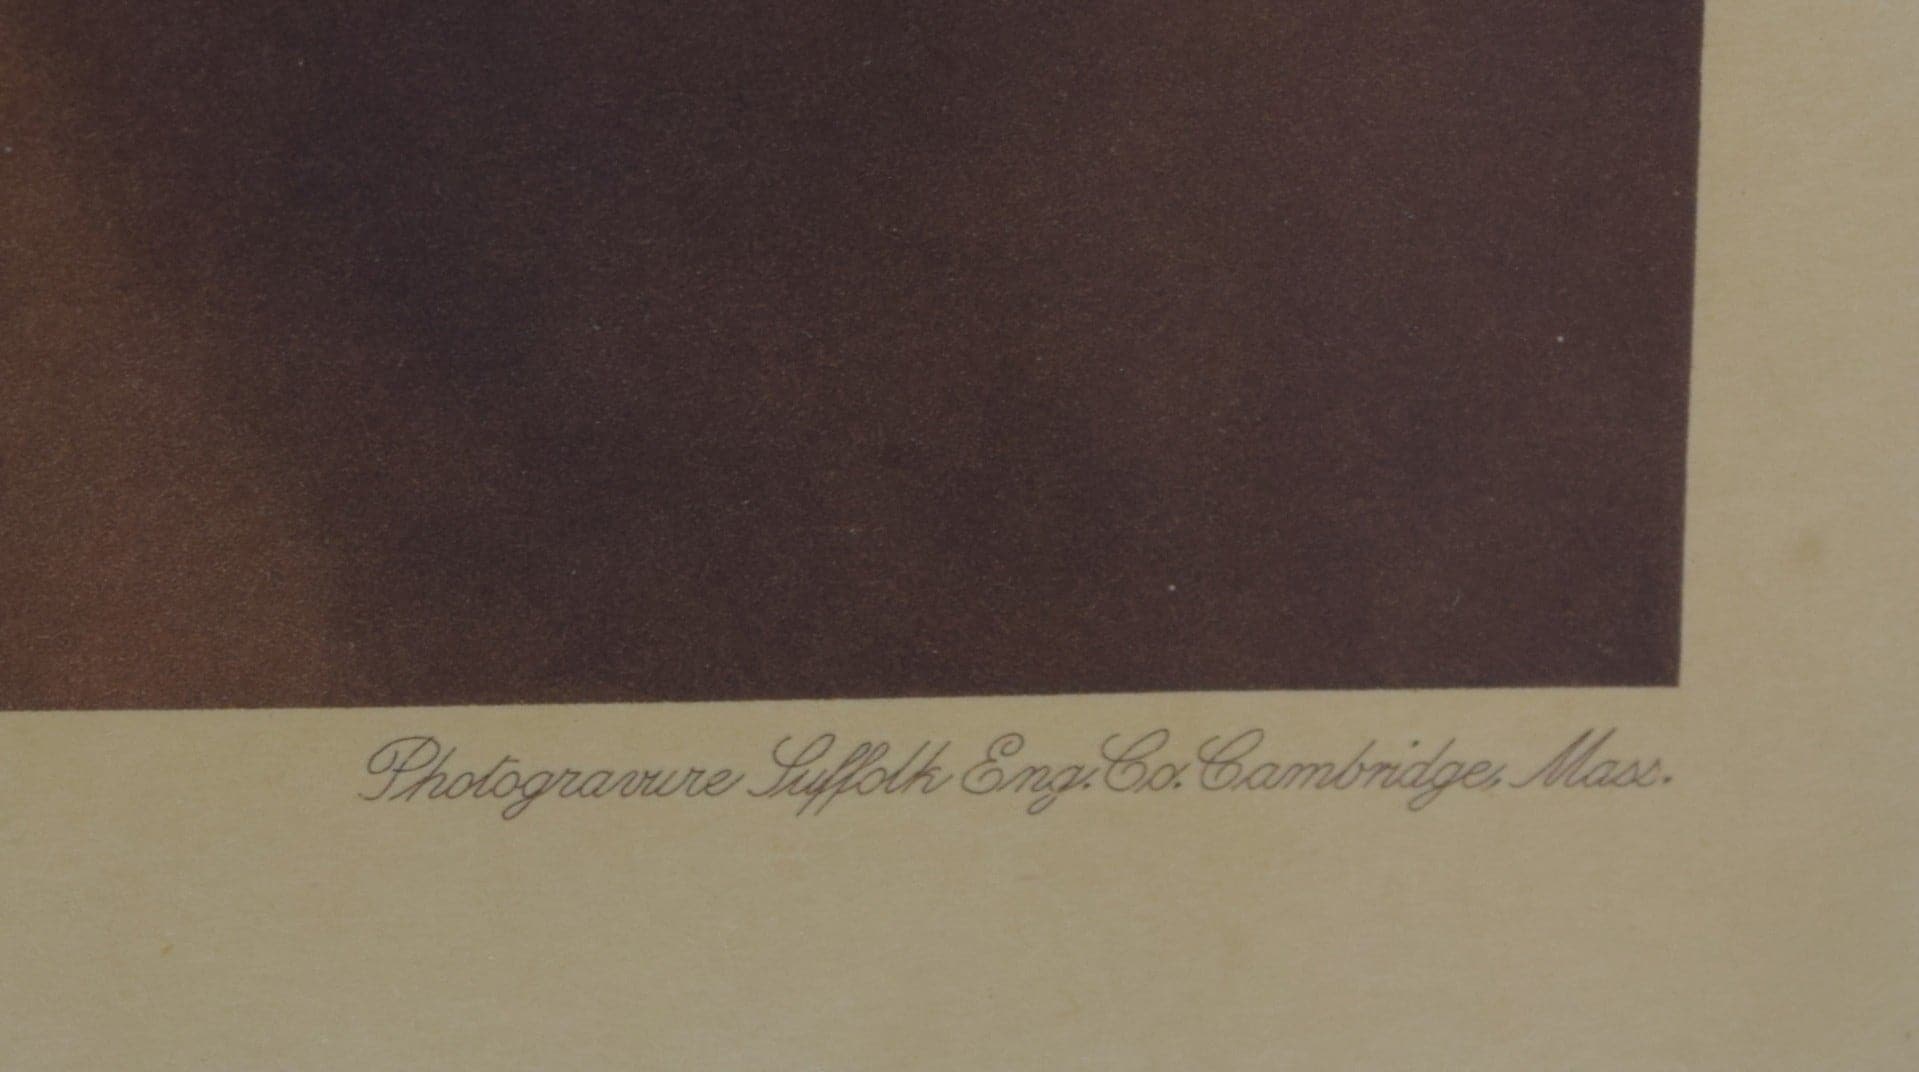 Photogravure Suffolk Eng. Co. Cambridge, Mass.